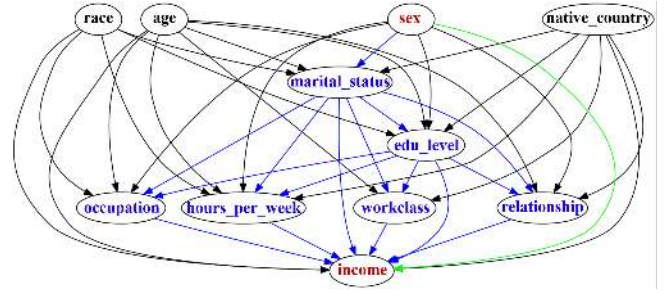 race age sex native_country
marital_status
edu_level
occupation hours_per_week workclass relationship
income